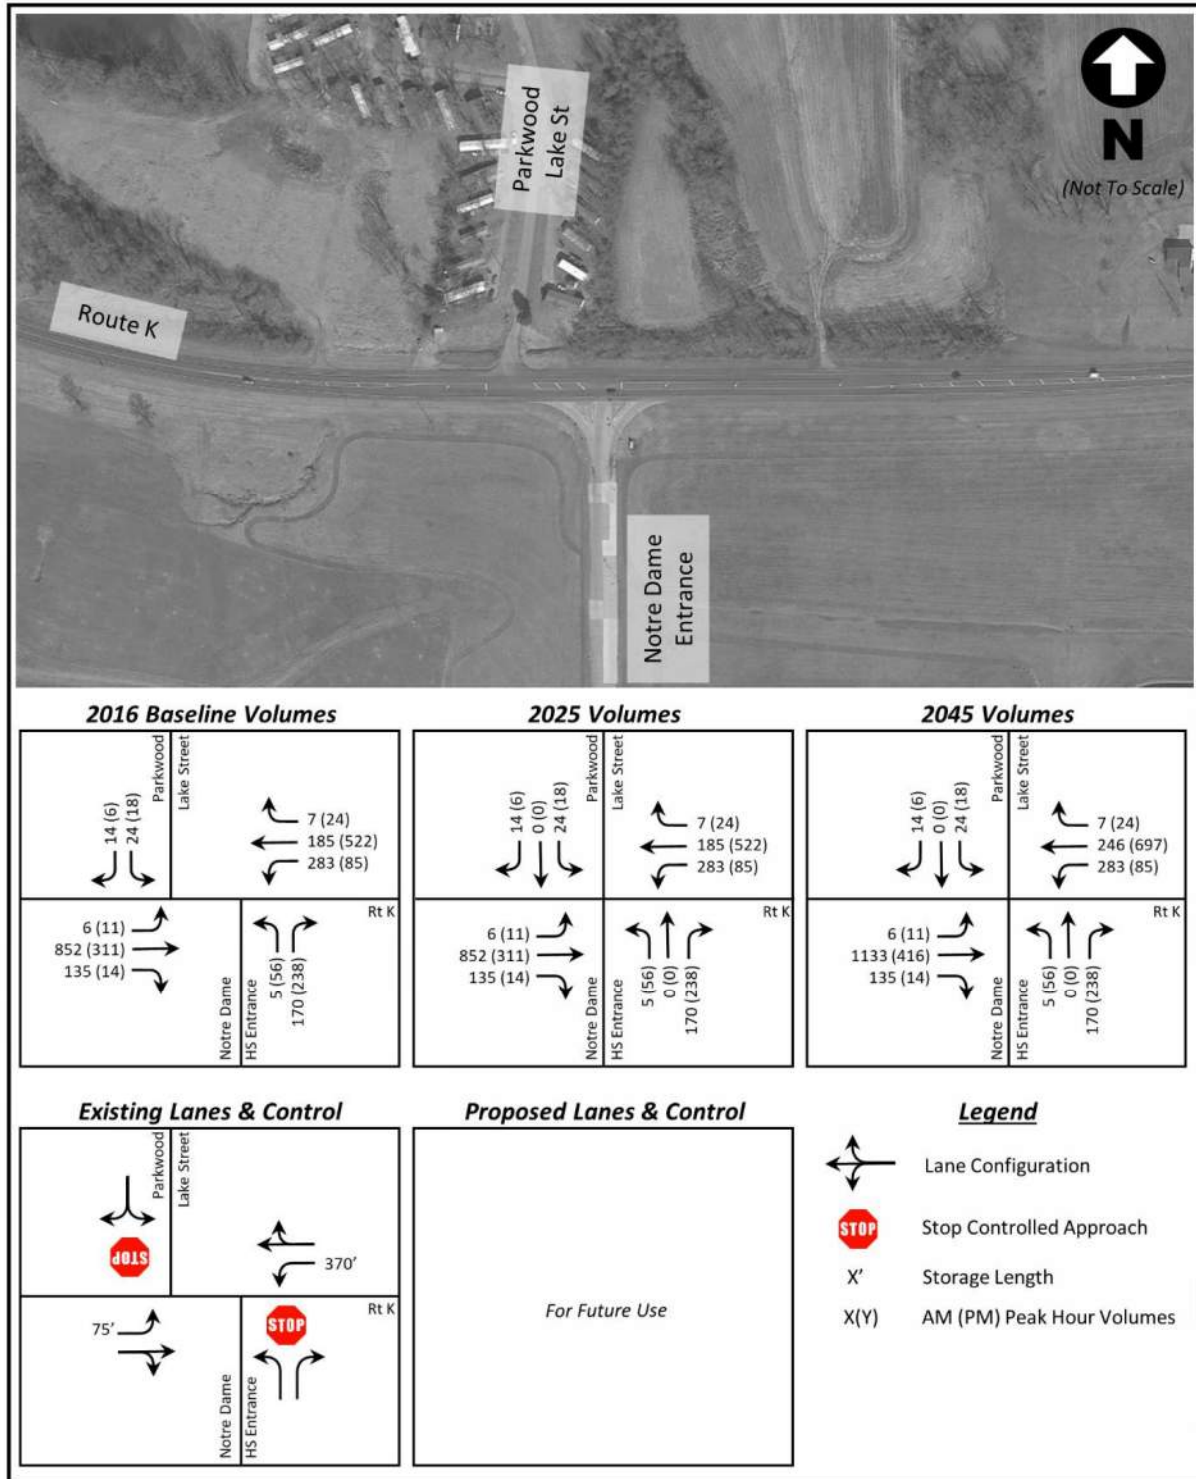 Parkwood
Lake St
N
(Not To Scale)
Route K
Notre Dame
Entrance
2016 Baseline Volumes
Parkwood
Lake Street
14 (6)
24 (18)
7 (24)
185 (522)
283 (85)
6 (11)
852 (311)
135 (14)
Notre Dame
HS Entrance
5 (56)
170 (238)
Rt K
2025 Volumes
Parkwood
Lake Street
14 (6)
0 (0)
24 (18)
7 (24)
185 (522)
283 (85)
6 (11)
852 (311)
135 (14)
Notre Dame
HS Entrance
5 (56)
0 (0)
170 (238)
Rt K
2045 Volumes
Parkwood
Lake Street
14 (6)
0 (0)
24 (18)
7 (24)
246 (697)
283 (85)
6 (11)
1133 (416)
135 (14)
Notre Dame
HS Entrance
5 (56)
0 (0)
170 (238)
Rt K
Existing Lanes & Control
Parkwood
Lake Street
STOP
370'
75'
Notre Dame
HS Entrance
STOP
Rt K
Proposed Lanes & Control
For Future Use
Legend
Lane Configuration
STOP Stop Controlled Approach
X' Storage Length
X(Y) AM (PM) Peak Hour Volumes